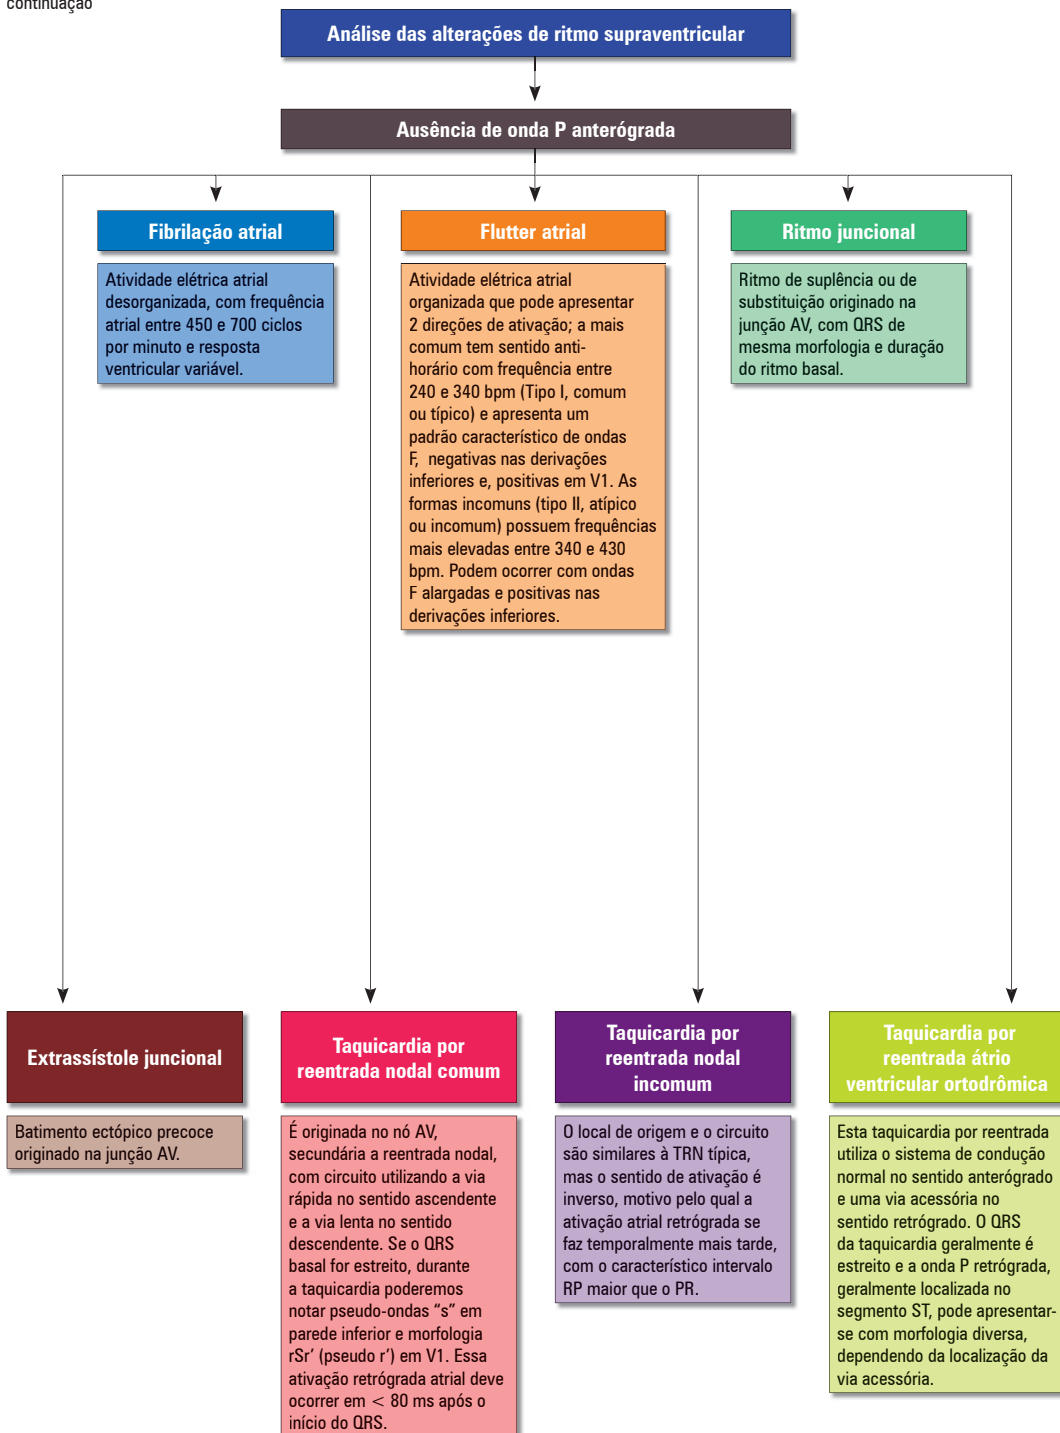 continuação
Análise das alterações de ritmo supraventricular
Ausência de onda P anterógrada
Fibrilação atrial
Atividade elétrica atrial
desorganizada, com frequência
atrial entre 450 e 700 ciclos
por minuto e resposta
ventricular variável.
Flutter atrial
Atividade elétrica atrial
organizada que pode apresentar
2 direções de ativação; a mais
comum tem sentido anti-
horário com frequência entre
240 e 340 bpm (Tipo I, comum
ou típico) e apresenta um
padrão característico de ondas
F, negativas nas derivações
inferiores e, positivas em V1. As
formas incomuns (tipo II, atípico
ou incomum) possuem frequências
mais elevadas entre 340 e 430
bpm. Podem ocorrer com ondas
F alargadas e positivas nas
derivações inferiores.
Ritmo juncional
Ritmo de suplência ou de
substituição originado na
junção AV, com QRS de
mesma morfologia e duração
do ritmo basal.
Extrassístole juncional
Batimento ectópico precoce
originado na junção AV.
Taquicardia por
reentrada nodal comum
É originada no nó AV,
secundária a reentrada nodal,
com circuito utilizando a via
rápida no sentido ascendente
e a via lenta no sentido
descendente. Se o QRS
basal for estreito, durante
a taquicardia poderemos
notar pseudo-ondas “s” em
parede inferior e morfologia
rSr’ (pseudo r’) em V1. Essa
ativação retrógrada atrial deve
ocorrer em < 80 ms após o
início do QRS.
Taquicardia por
reentrada nodal
incomum
O local de origem e o circuito
são similares à TRN típica,
mas o sentido de ativação é
inverso, motivo pelo qual a
ativação atrial retrógrada se
faz temporalmente mais tarde,
com o característico intervalo
RP maior que o PR.
Taquicardia por
reentrada átrio
ventricular ortodrômica
Esta taquicardia por reentrada
utiliza o sistema de condução
normal no sentido anterógrado
e uma via acessória no
sentido retrógrado. O QRS
da taquicardia geralmente é
estreito e a onda P retrógrada,
geralmente localizada no
segmento ST, pode apresentar-
se com morfologia diversa,
dependendo da localização da
via acessória.